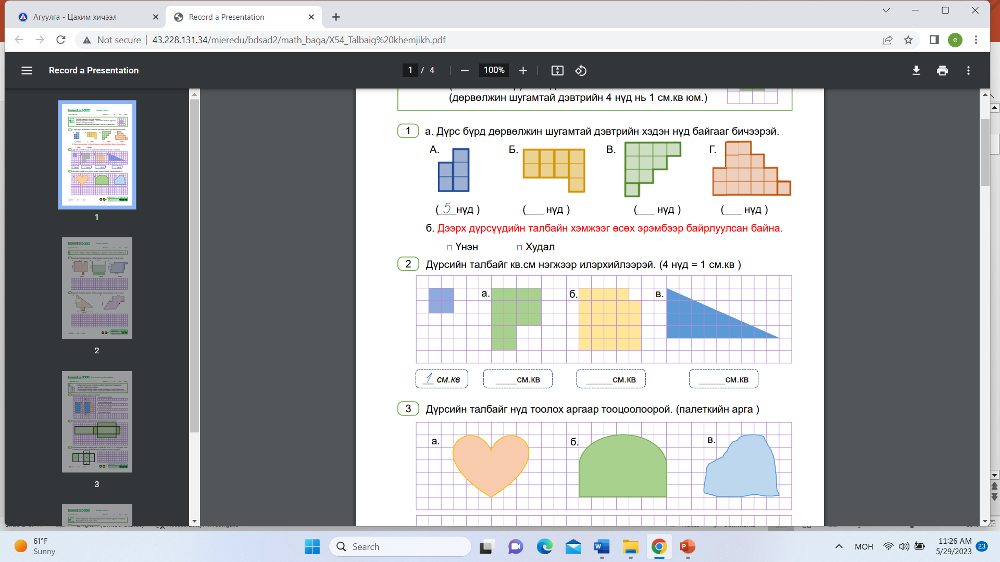 Агуулга - Цахим хичээл
Record a Presentation
Not secure
43.228.131.34/mieredu/bdsad2/math_baga/X54_Talbaig%20khemjikh.pdf
e
Record a Presentation
1 / 4
100%
1
2
3
(дөрвөлжин шугамтай дэвтрийн 4 нүд нь 1 см.кв юм.)
1 а. Дүрс бүрд дөрвөлжин шугамтай дэвтрийн хэдэн нүд байгааг бичээрэй.
А. Б. В. Г.
( 5 нүд ) (___ нүд ) (___ нүд ) (___ нүд )
б. Дээрх дүрсүүдийн талбайн хэмжээг өсөх эрэмбээр байрлуулсан байна.
□ Үнэн □ Худал
2 Дүрсийн талбайг кв.см нэгжээр илэрхийлээрэй. (4 нүд = 1 см.кв )
а. б. в.
1 см.кв _____см.кв _____см.кв _____см.кв
3 Дүрсийн талбайг нүд тоолох аргаар тооцоолоорой. (палеткийн арга )
а. б. в.
61°F
Sunny
Search
МОН
11:26 AM
5/29/2023
23